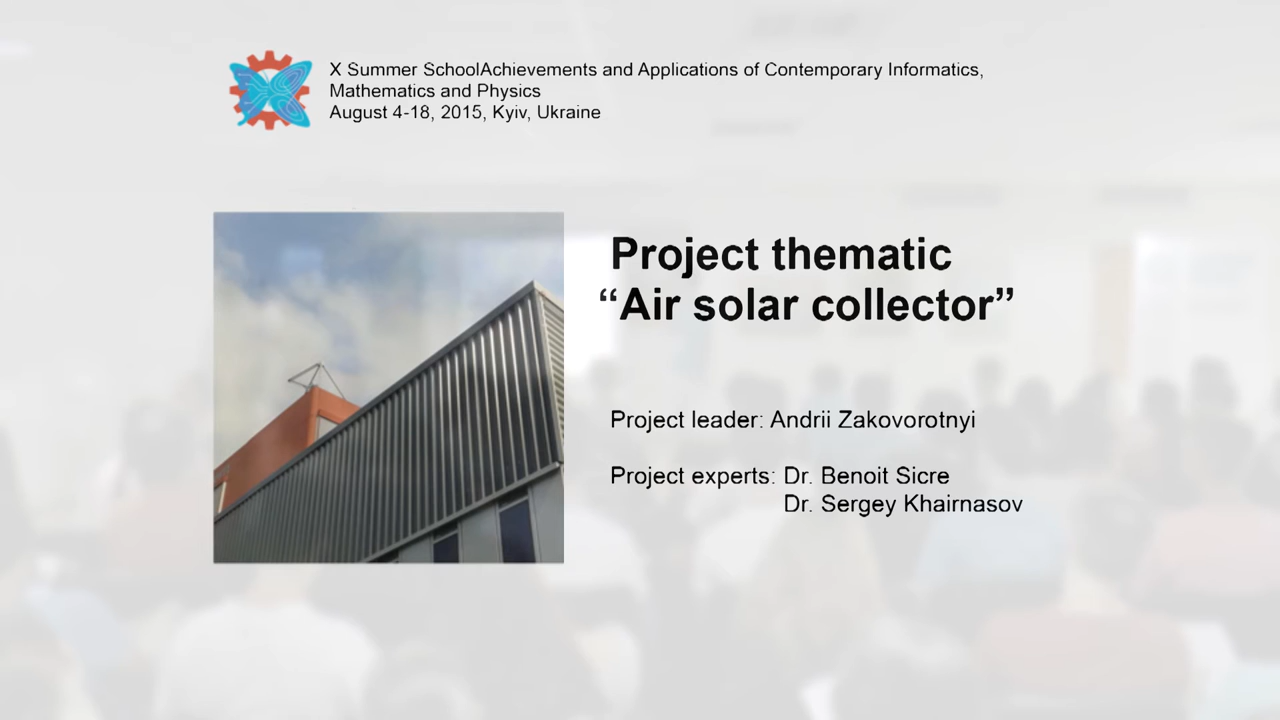 X Summer SchoolAchievements and Applications of Contemporary Informatics,
Mathematics and Physics
August 4-18, 2015, Kyiv, Ukraine
Project thematic
“Air solar collector”
Project leader: Andrii Zakovorotnyi
Project experts: Dr. Benoit Sicre
Dr. Sergey Khairnasov